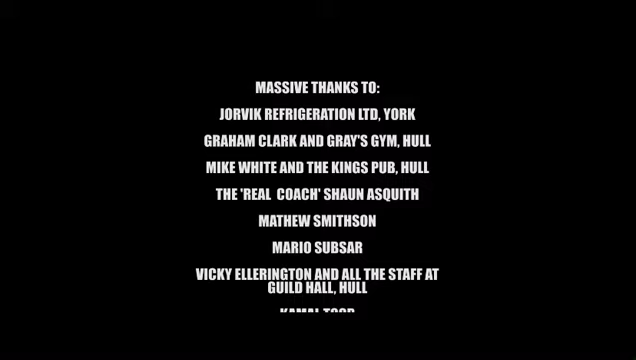 MASSIVE THANKS TO:
JORVIK REFRIGERATION LTD, YORK
GRAHAM CLARK AND GRAY'S GYM, HULL
MIKE WHITE AND THE KINGS PUB, HULL
THE 'REAL COACH' SHAUN ASQUITH
MATHEW SMITHSON
MARIO SUBSAR
VICKY ELLERINGTON AND ALL THE STAFF AT
GUILD HALL, HULL